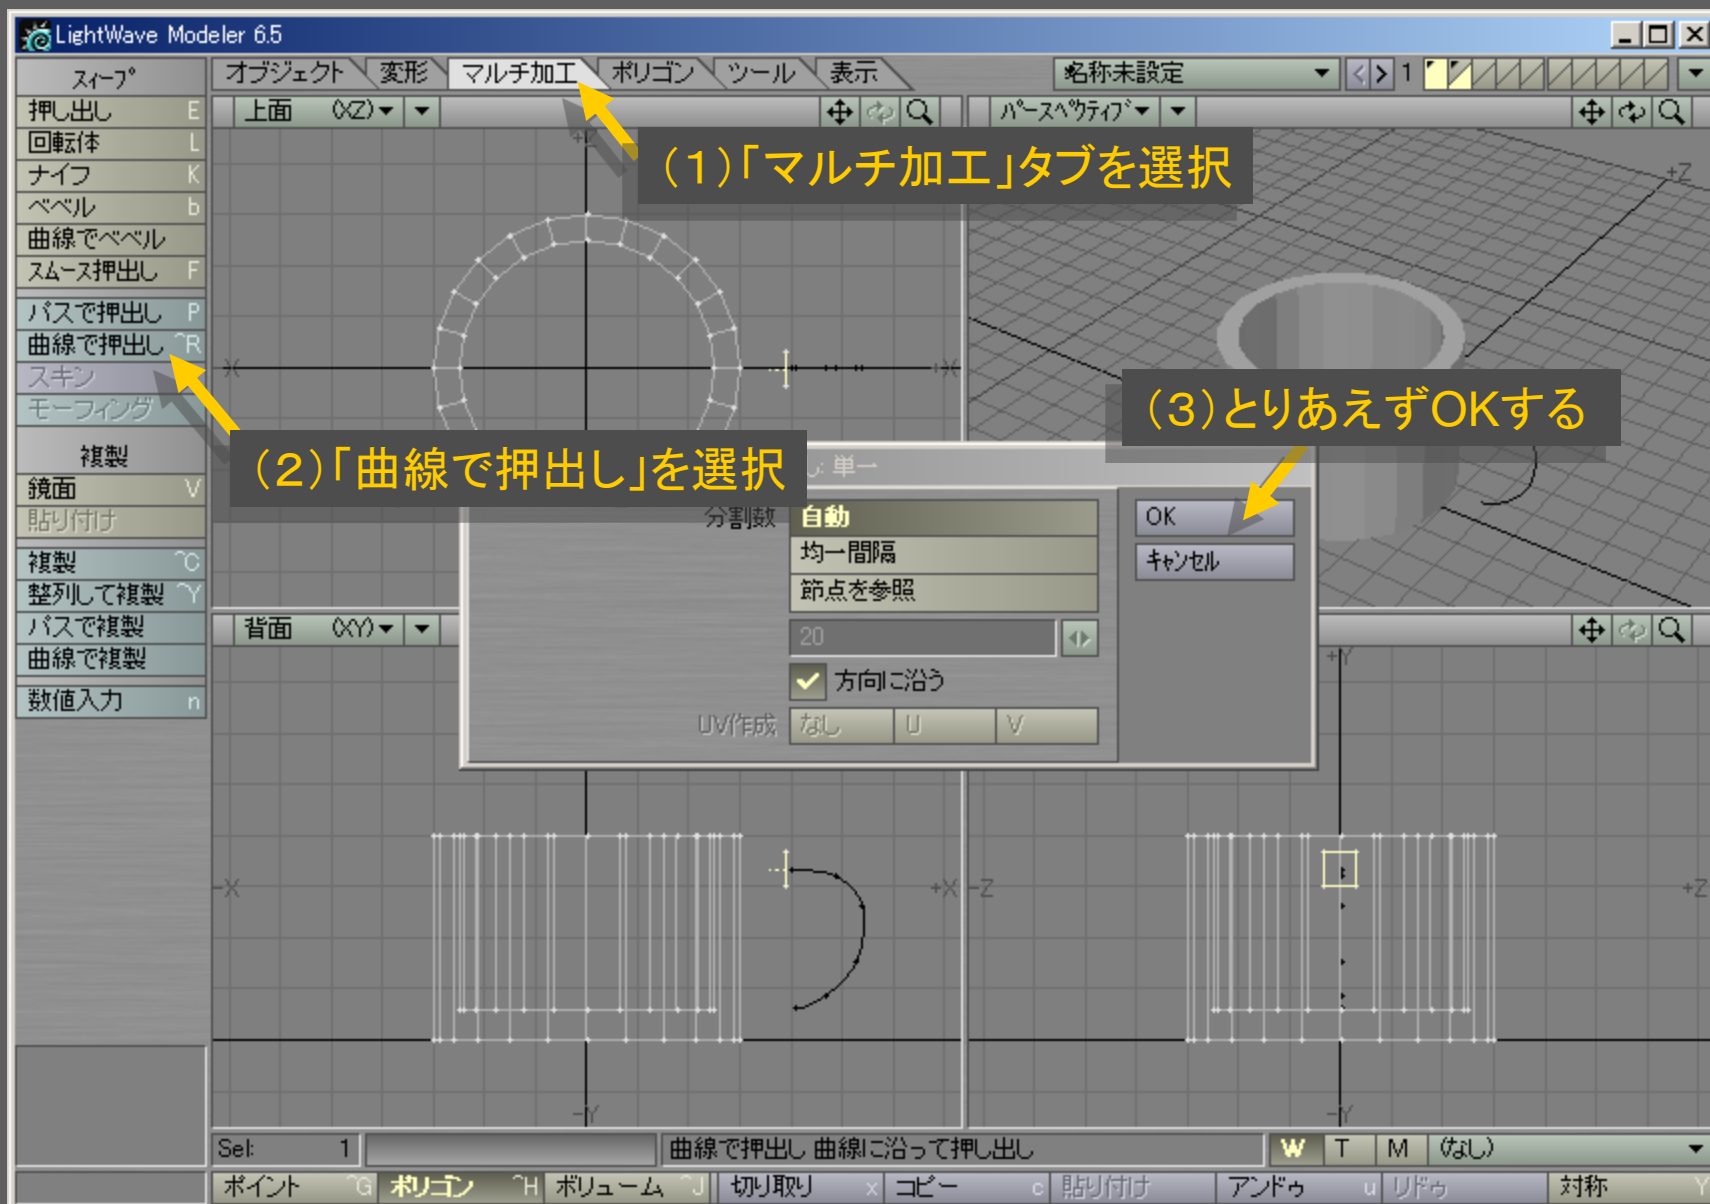 LightWave Modeler 6.5
スイープ
オブジェクト 変形 マルチ加工 ポリゴン ツール 表示
名称未設定
1
押し出し E
回転体 L
ナイフ K
ベベル b
曲線でベベル
スムース押出し F
パスで押出し P
曲線で押出し ^R
スキン
モーフィング
複製
鏡面 V
貼り付け
複製 ^C
整列して複製 ^Y
パスで複製
曲線で複製
数値入力 n
上面 (XZ)
パースペクティブ
+Z
-X
+X
+Z
(1)「マルチ加工」タブを選択
(2)「曲線で押出し」を選択
(3)とりあえずOKする
し: 単一
分割数 自動
均一間隔
節点を参照
20
方向に沿う
UV作成 なし U V
OK
キャンセル
背面 (XY)
-X
+X
-Y
+Y
-Z
+Z
-Y
Sel: 1
曲線で押出し 曲線に沿って押し出し
W T M (なし)
ポイント ^G ポリゴン ^H ボリューム ^J 切り取り x コピー c 貼り付け アンドゥ u リドゥ 対称 Y